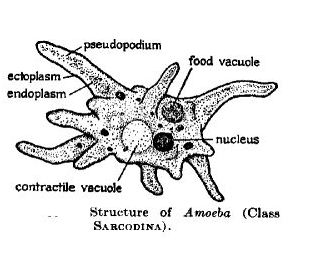 pseudopodium
food vacuole
ectoplasm
endoplasm
nucleus
contractile vacuole
Structure of Amoeba (Class
SARCODINA).